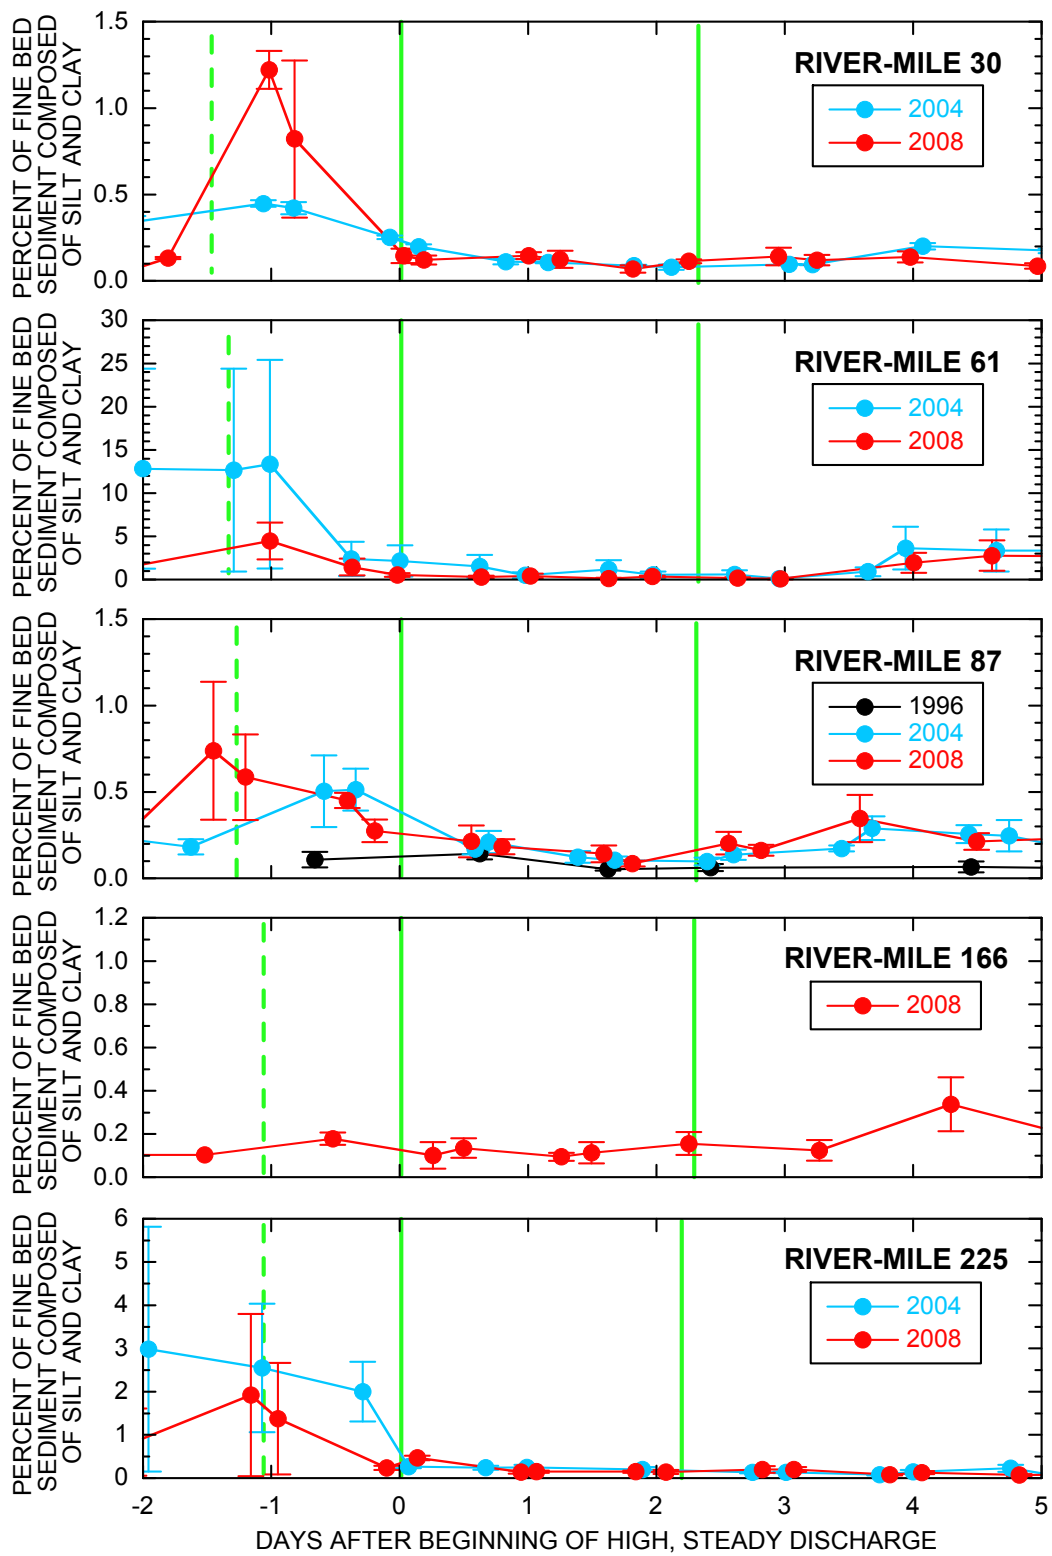 PERCENT OF FINE BED
SEDIMENT COMPOSED
OF SILT AND CLAY
1.5
1.0
0.5
0.0
RIVER-MILE 30
2004
2008
PERCENT OF FINE BED
SEDIMENT COMPOSED
OF SILT AND CLAY
30
25
20
15
10
5
0
RIVER-MILE 61
2004
2008
PERCENT OF FINE BED
SEDIMENT COMPOSED
OF SILT AND CLAY
1.5
1.0
0.5
0.0
RIVER-MILE 87
1996
2004
2008
PERCENT OF FINE BED
SEDIMENT COMPOSED
OF SILT AND CLAY
1.2
1.0
0.8
0.6
0.4
0.2
0.0
RIVER-MILE 166
2008
PERCENT OF FINE BED
SEDIMENT COMPOSED
OF SILT AND CLAY
6
5
4
3
2
1
0
RIVER-MILE 225
2004
2008
-2 -1 0 1 2 3 4 5
DAYS AFTER BEGINNING OF HIGH, STEADY DISCHARGE